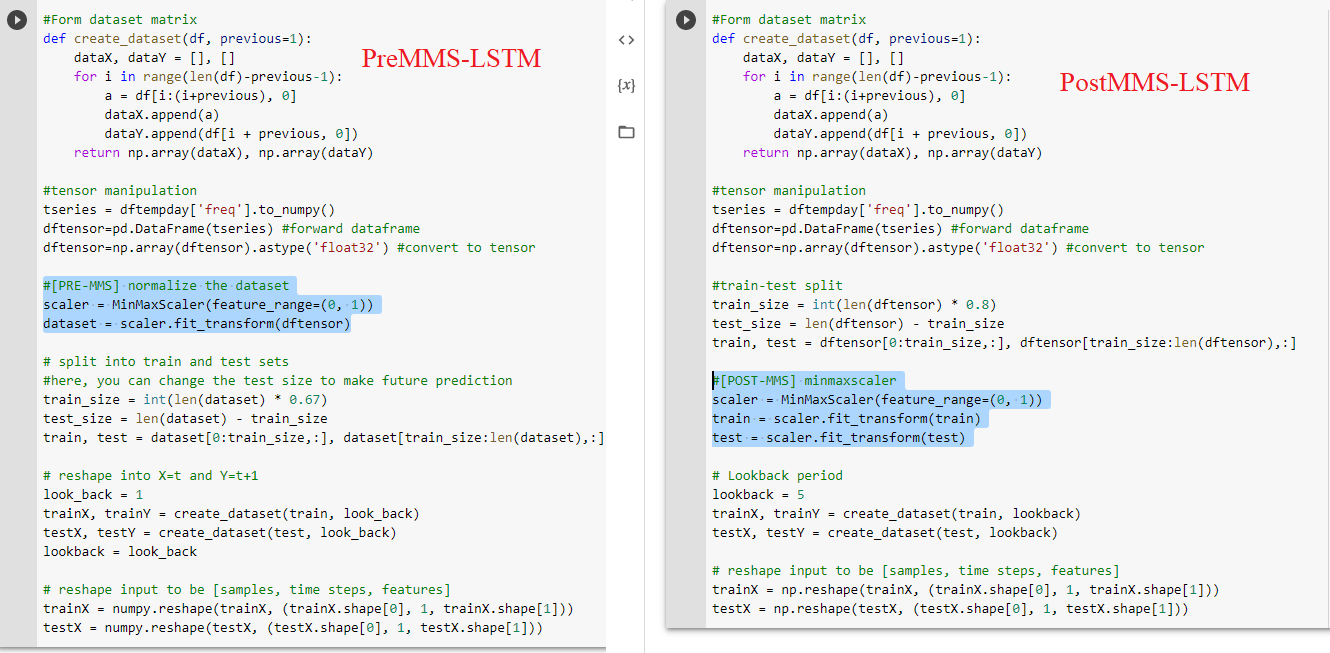 #Form dataset matrix
def create_dataset(df, previous=1):
    dataX, dataY = [], []
PreMMS-LSTM
    for i in range(len(df)-previous-1):
        a = df[i:(i+previous), 0]
        dataX.append(a)
        dataY.append(df[i + previous, 0])
    return np.array(dataX), np.array(dataY)
#tensor manipulation
tseries = dftempday['freq'].to_numpy()
dftensor=pd.DataFrame(tseries) #forward dataframe
dftensor=np.array(dftensor).astype('float32') #convert to tensor
#[PRE-MMS] normalize the dataset
scaler = MinMaxScaler(feature_range=(0, 1))
dataset = scaler.fit_transform(dftensor)
# split into train and test sets
#here, you can change the test size to make future prediction
train_size = int(len(dataset) * 0.67)
test_size = len(dataset) - train_size
train, test = dataset[0:train_size,:], dataset[train_size:len(dataset),:]
# reshape into X=t and Y=t+1
look_back = 1
trainX, trainY = create_dataset(train, look_back)
testX, testY = create_dataset(test, look_back)
lookback = look_back
# reshape input to be [samples, time steps, features]
trainX = numpy.reshape(trainX, (trainX.shape[0], 1, trainX.shape[1]))
testX = numpy.reshape(testX, (testX.shape[0], 1, testX.shape[1]))
<>
{x}
#Form dataset matrix
def create_dataset(df, previous=1):
    dataX, dataY = [], []
    for i in range(len(df)-previous-1):
PostMMS-LSTM
        a = df[i:(i+previous), 0]
        dataX.append(a)
        dataY.append(df[i + previous, 0])
    return np.array(dataX), np.array(dataY)
#tensor manipulation
tseries = dftempday['freq'].to_numpy()
dftensor=pd.DataFrame(tseries) #forward dataframe
dftensor=np.array(dftensor).astype('float32') #convert to tensor
#train-test split
train_size = int(len(dftensor) * 0.8)
test_size = len(dftensor) - train_size
train, test = dftensor[0:train_size,:], dftensor[train_size:len(dftensor),:]
#[POST-MMS] minmaxscaler
scaler = MinMaxScaler(feature_range=(0, 1))
train = scaler.fit_transform(train)
test = scaler.fit_transform(test)
# Lookback period
lookback = 5
trainX, trainY = create_dataset(train, lookback)
testX, testY = create_dataset(test, lookback)
# reshape input to be [samples, time steps, features]
trainX = np.reshape(trainX, (trainX.shape[0], 1, trainX.shape[1]))
testX = np.reshape(testX, (testX.shape[0], 1, testX.shape[1]))